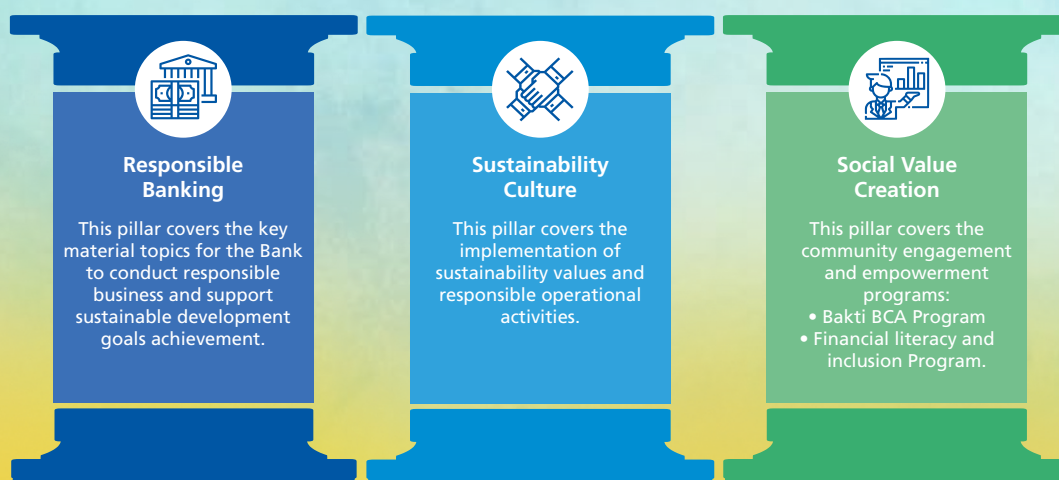 Responsible
Banking
This pillar covers the key
material topics for the Bank
to conduct responsible
business and support
sustainable development
goals achievement.
Sustainability
Culture
This pillar covers the
implementation of
sustainability values and
responsible operational
activities.
Social Value
Creation
This pillar covers the
community engagement
and empowerment
programs:
• Bakti BCA Program
• Financial literacy and
inclusion Program.